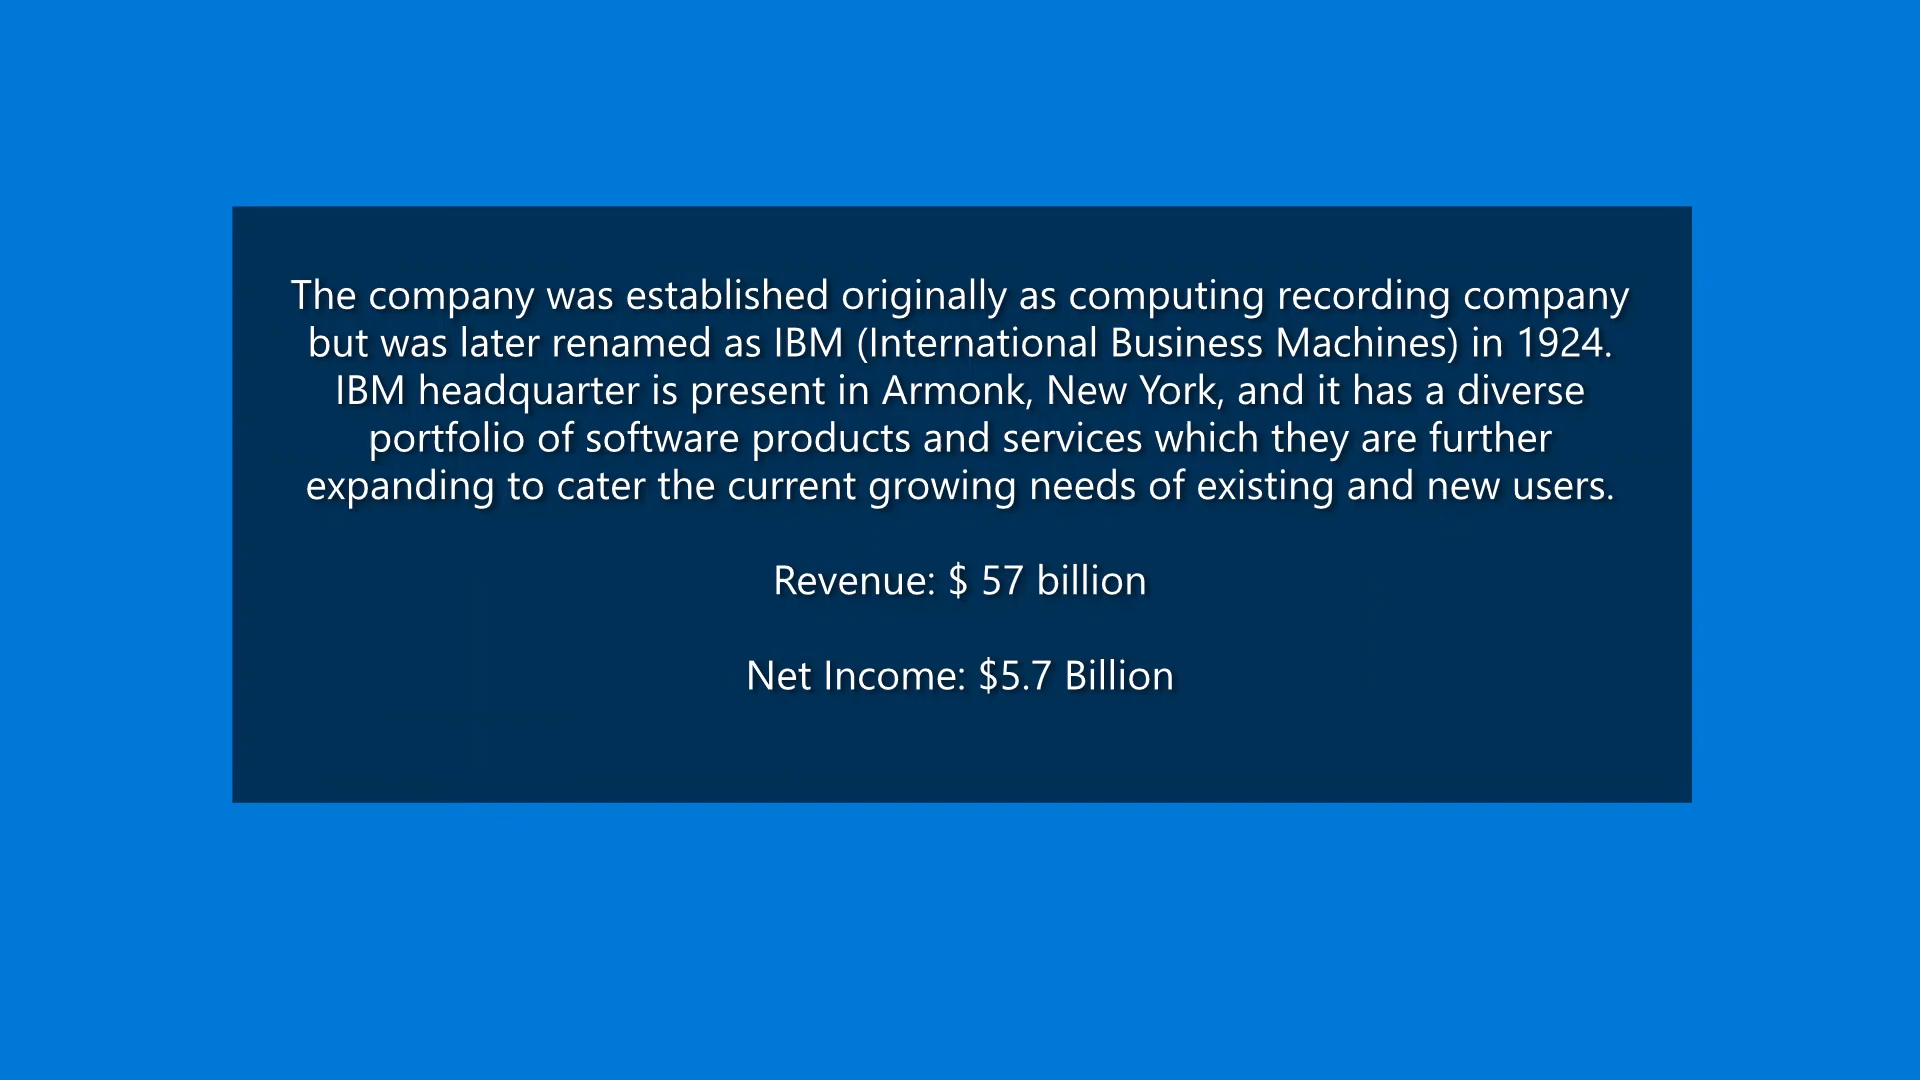 The company was established originally as computing recording company
but was later renamed as IBM (International Business Machines) in 1924.
IBM headquarter is present in Armonk, New York, and it has a diverse
portfolio of software products and services which they are further
expanding to cater the current growing needs of existing and new users.
Revenue: $ 57 billion
Net Income: $5.7 Billion